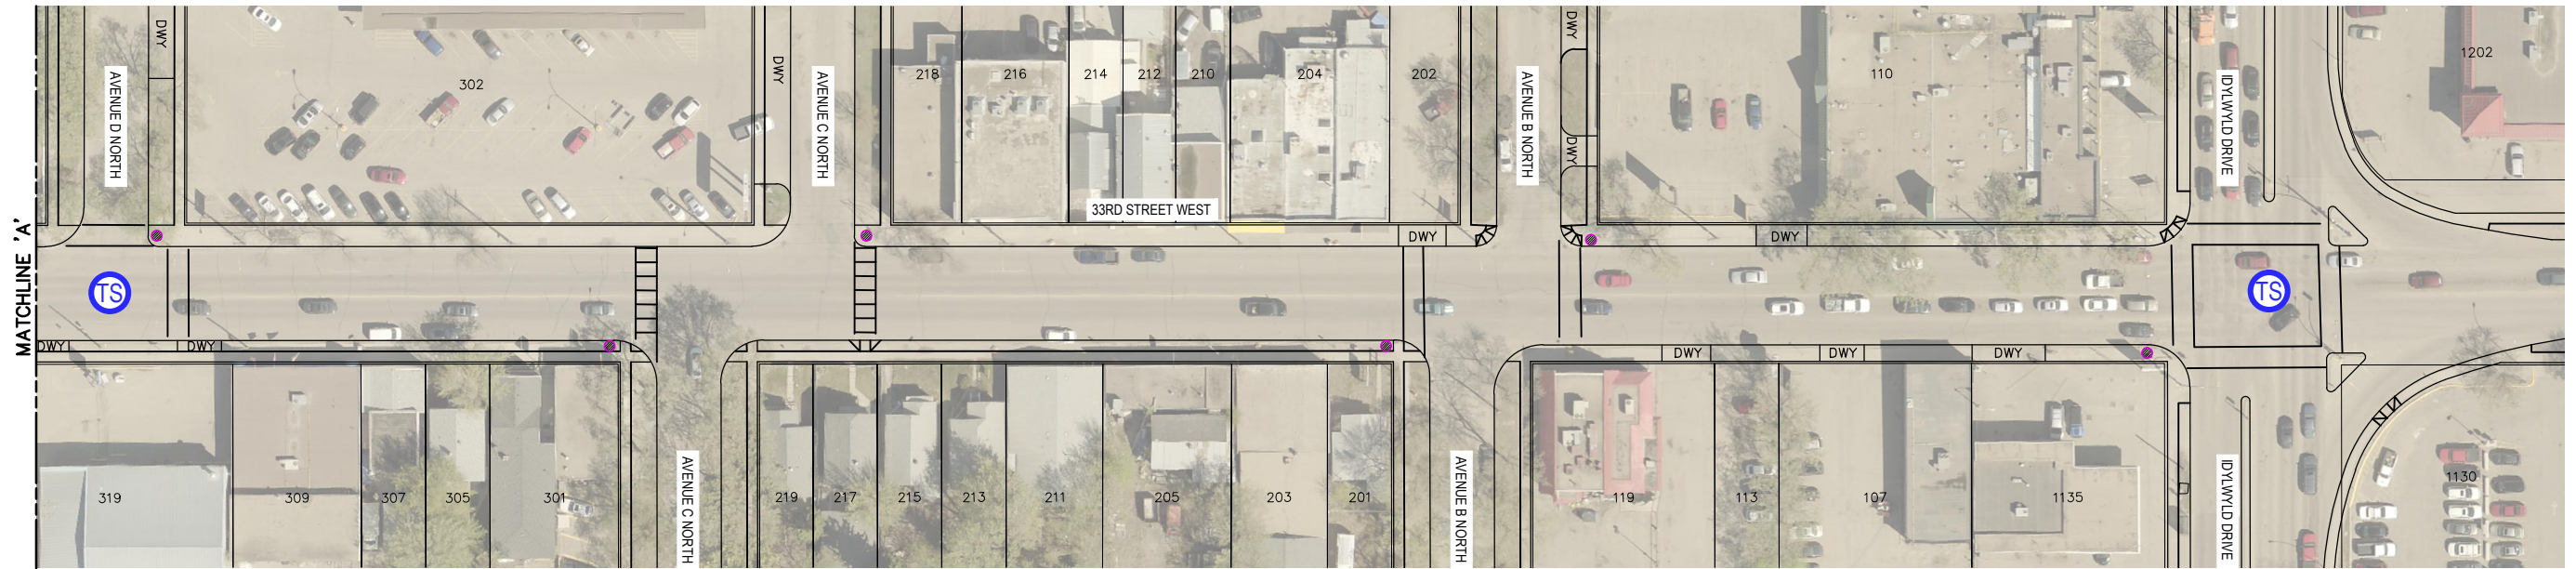 MATCHLINE 'A'
AVENUE D NORTH
DWY
302
DWY
AVENUE C NORTH
218
216
214
212
210
204
202
33RD STREET WEST
DWY
AVENUE B NORTH
DWY
DWY
110
DWY
IDYLWYLD DRIVE
1202
TS
TS
DWY
DWY
DWY
DWY
DWY
319
309
307
305
301
AVENUE C NORTH
219
217
215
213
211
205
203
201
AVENUE B NORTH
119
113
107
1135
IDYLWYLD DRIVE
1130